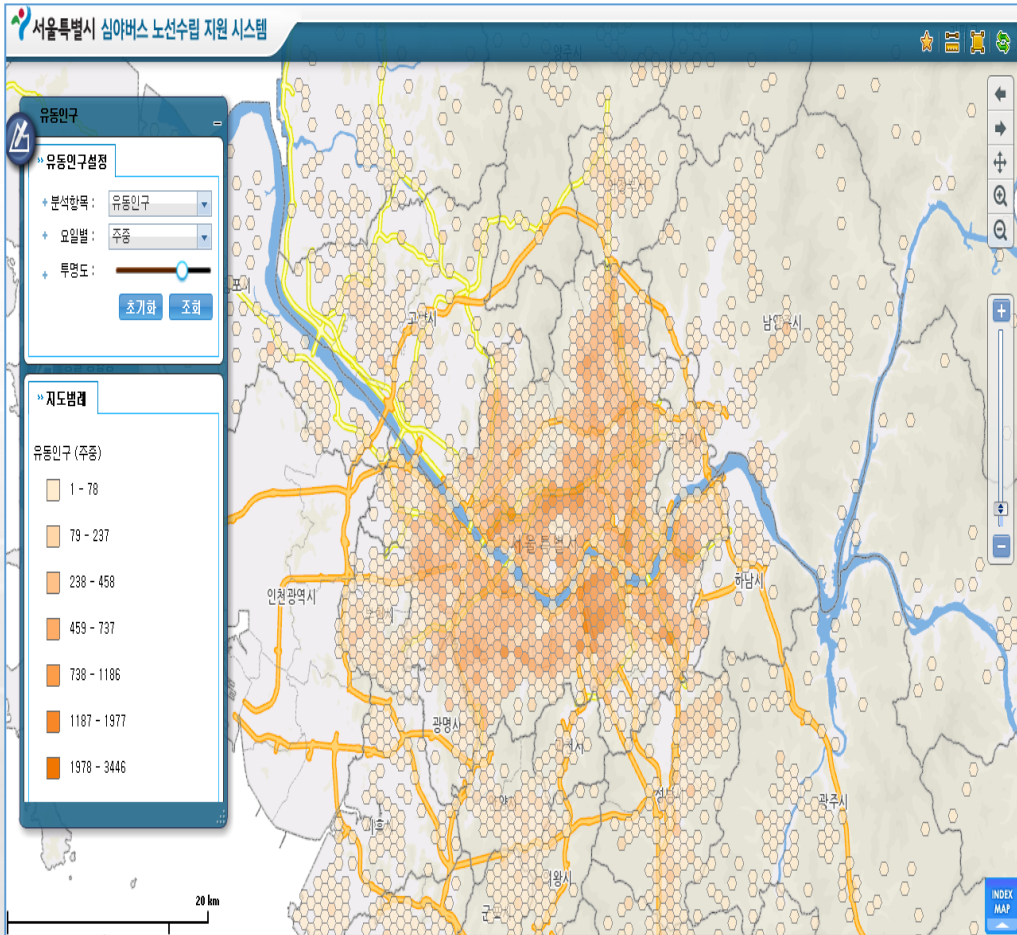 서울특별시 심야버스 노선수립 지원 시스템
유동인구
유동인구설정
분석항목 : 유동인구
요일별 : 주중
투명도 :
초기화 조회
지도범례
유동인구 (주중)
1 - 78
79 - 237
238 - 458
459 - 737
738 - 1186
1187 - 1977
1978 - 3446
양주시
고양시
인천광역시
하남시
광명시
광주시
20 km
INDEX
MAP